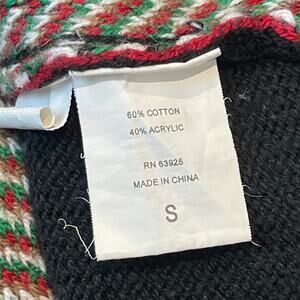 60% COTTON
40% ACRYLIC
RN 63925
MADE IN CHINA
S